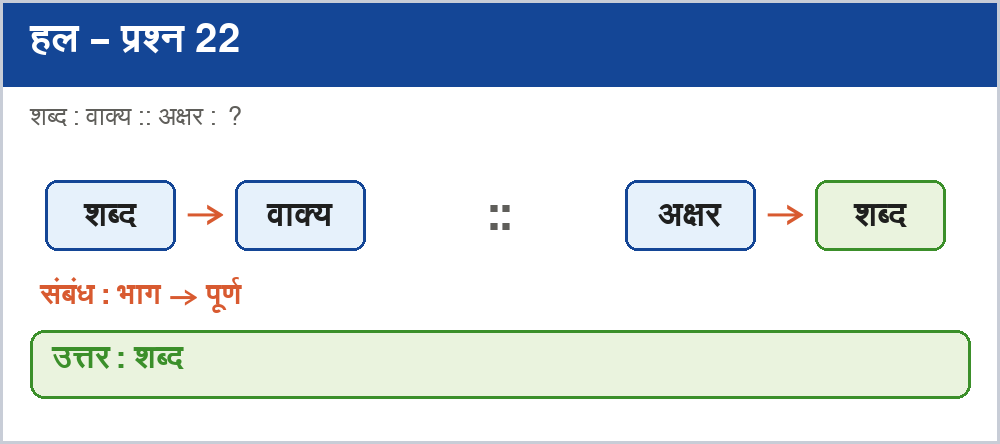 हल – प्रश्न 22
शब्द : वाक्य :: अक्षर : ?
शब्द → वाक्य :: अक्षर → शब्द
संबंध : भाग → पूर्ण
उत्तर : शब्द